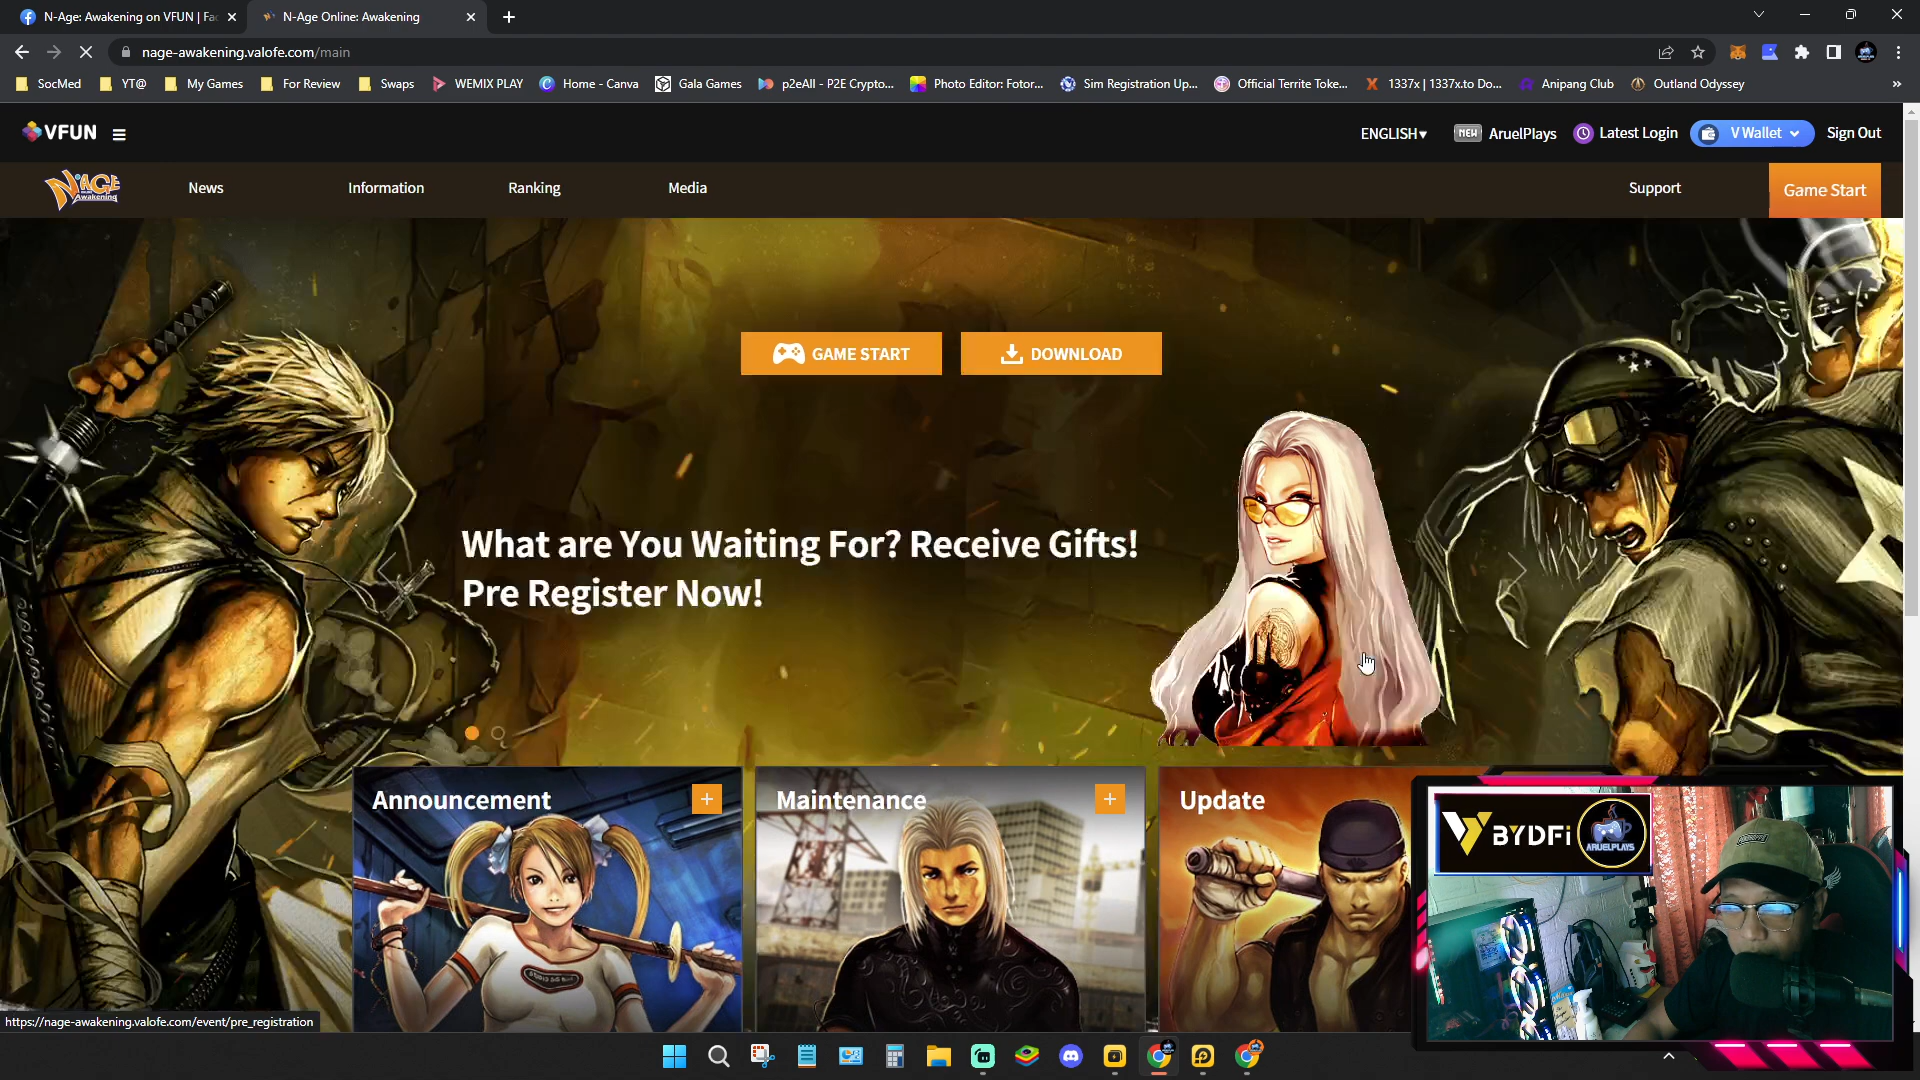 N-Age: Awakening on VFUN | Fac
N-Age Online: Awakening
nage-awakening.valofe.com/main
SocMed
YT@
My Games
For Review
Swaps
WEMIX PLAY
Home - Canva
Gala Games
p2eAll - P2E Crypto...
Photo Editor: Fotor...
Sim Registration Up...
Official Territe Toke...
1337x | 1337x.to Do...
Anipang Club
Outland Odyssey
VFUN
ENGLISH▾
NEW
AruelPlays
Latest Login
V Wallet
Sign Out
N-AGE
Awakening
News
Information
Ranking
Media
Support
Game Start
GAME START
DOWNLOAD
What are You Waiting For? Receive Gifts!
Pre Register Now!
Announcement
Maintenance
Update
BYDFi
ARUELPLAYS
https://nage-awakening.valofe.com/event/pre_registration